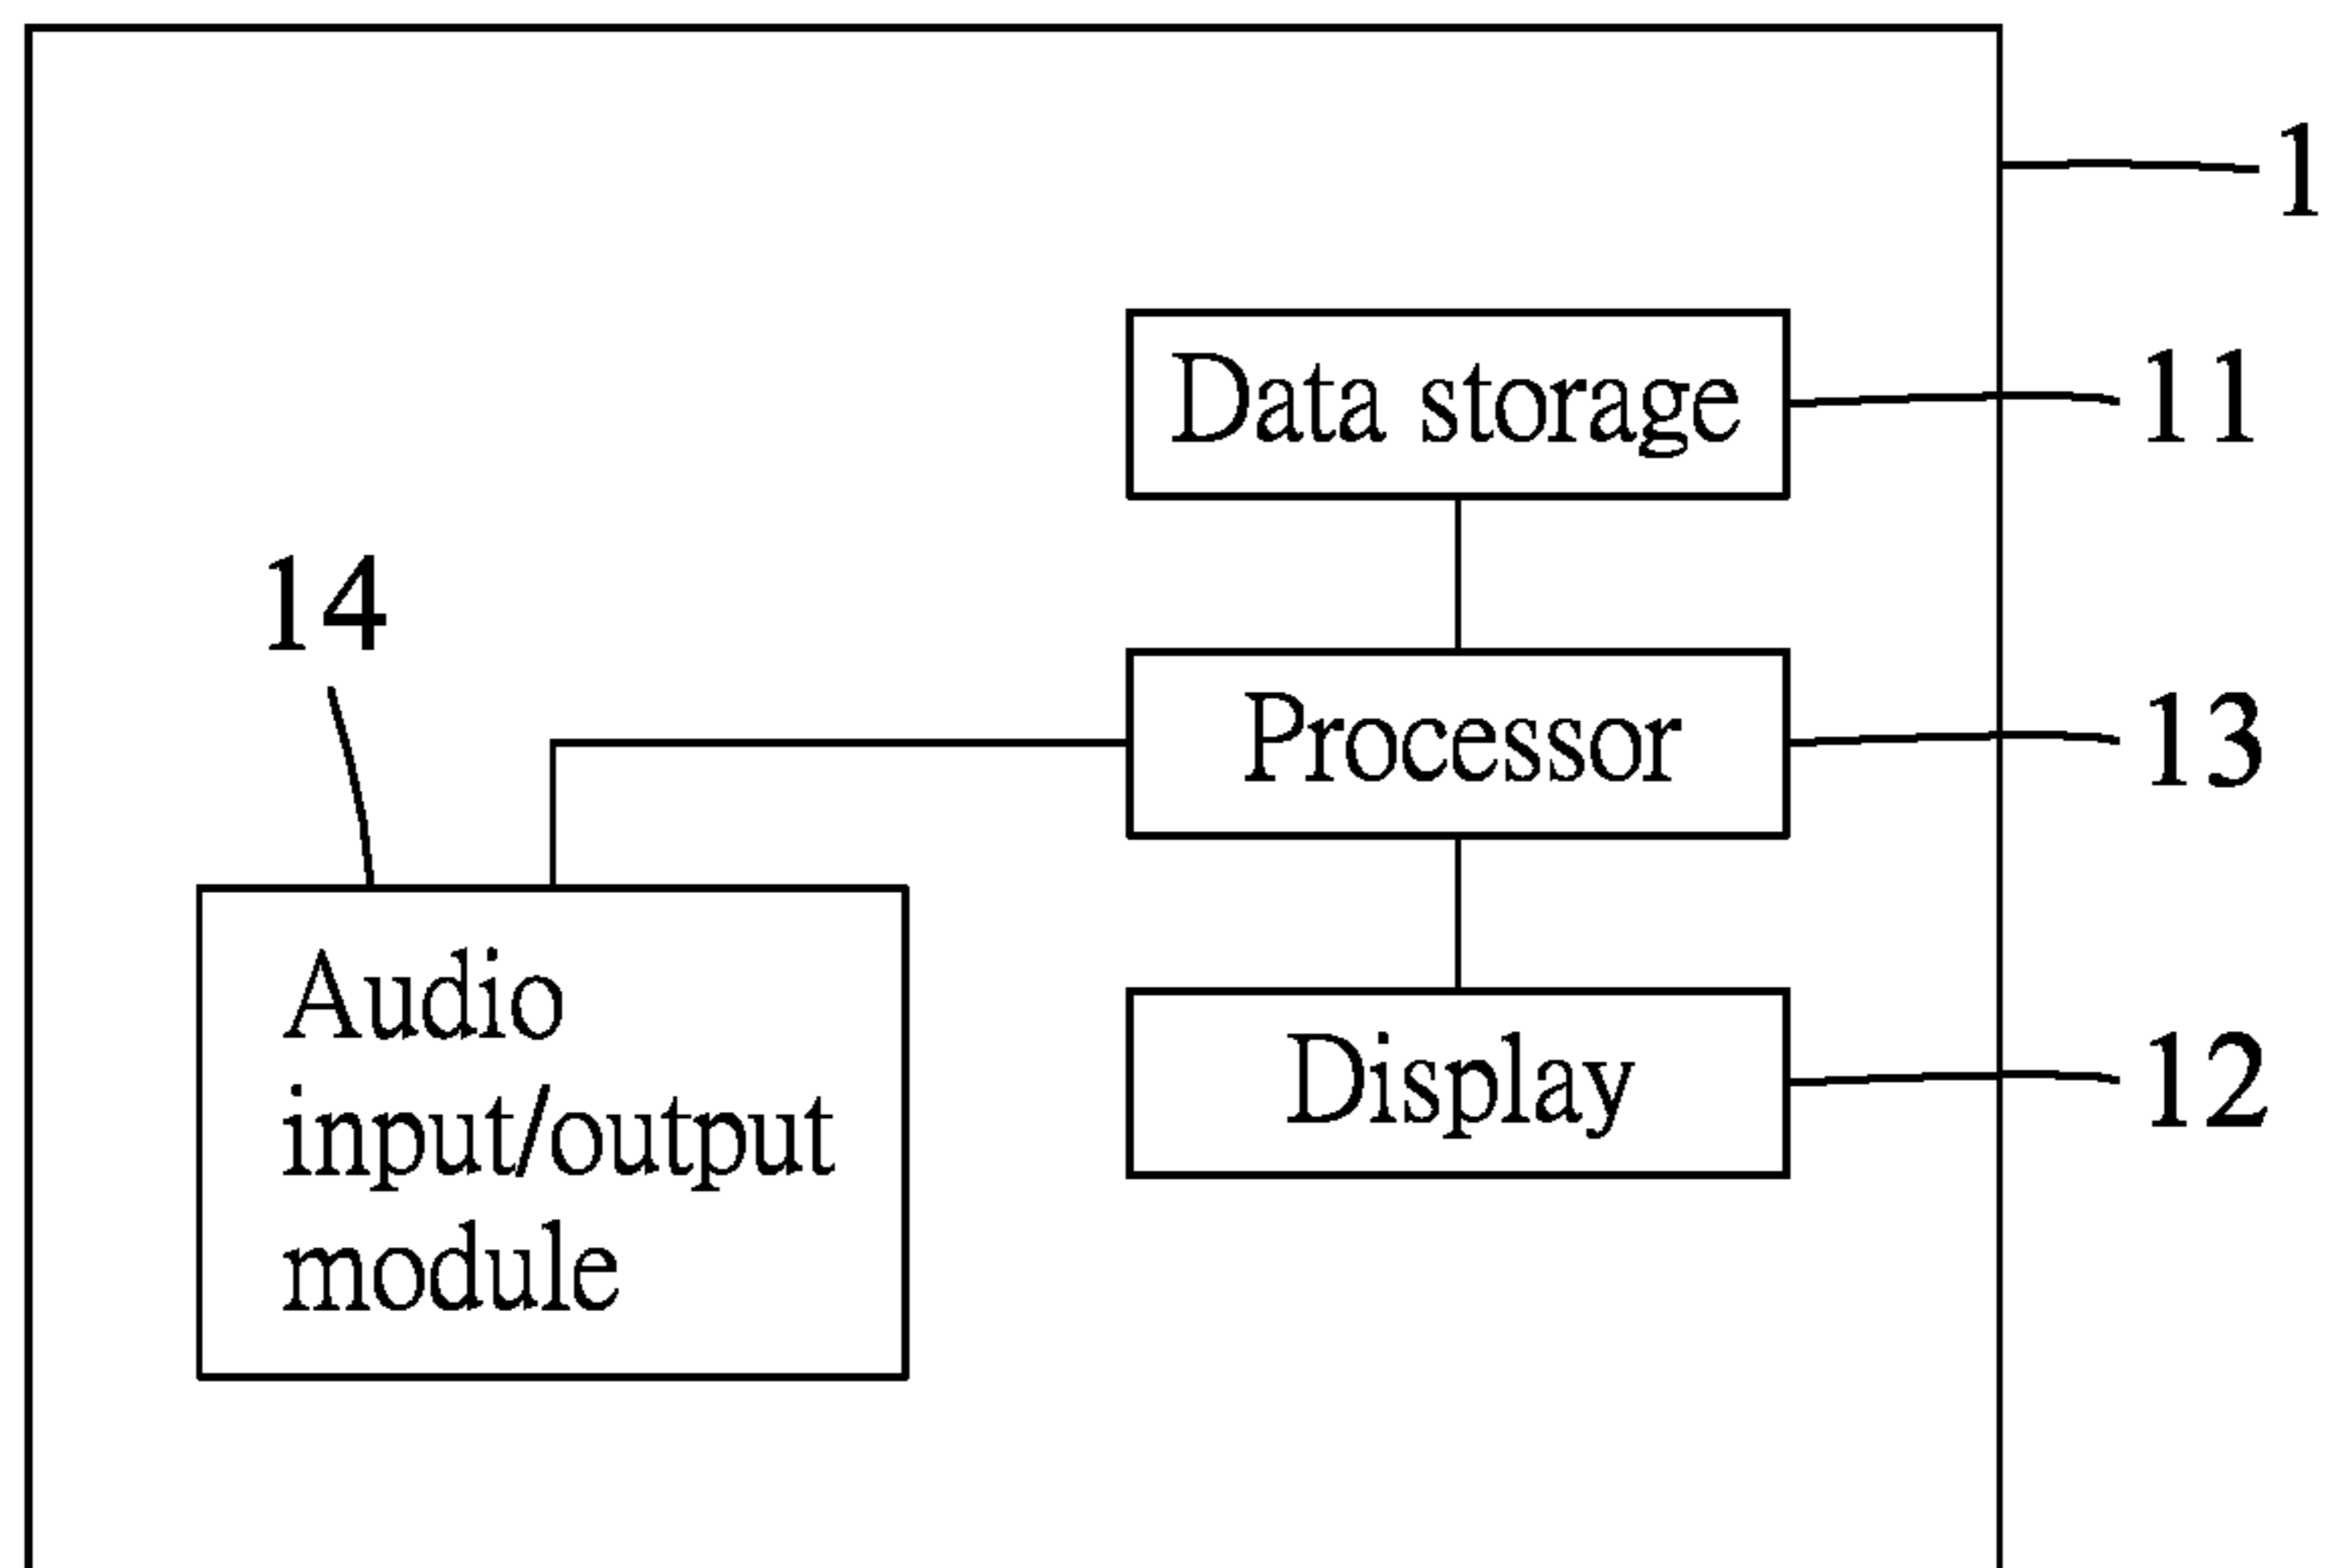 1
Data storage
11
14
Processor
13
Audio
input/output
module
Display
12